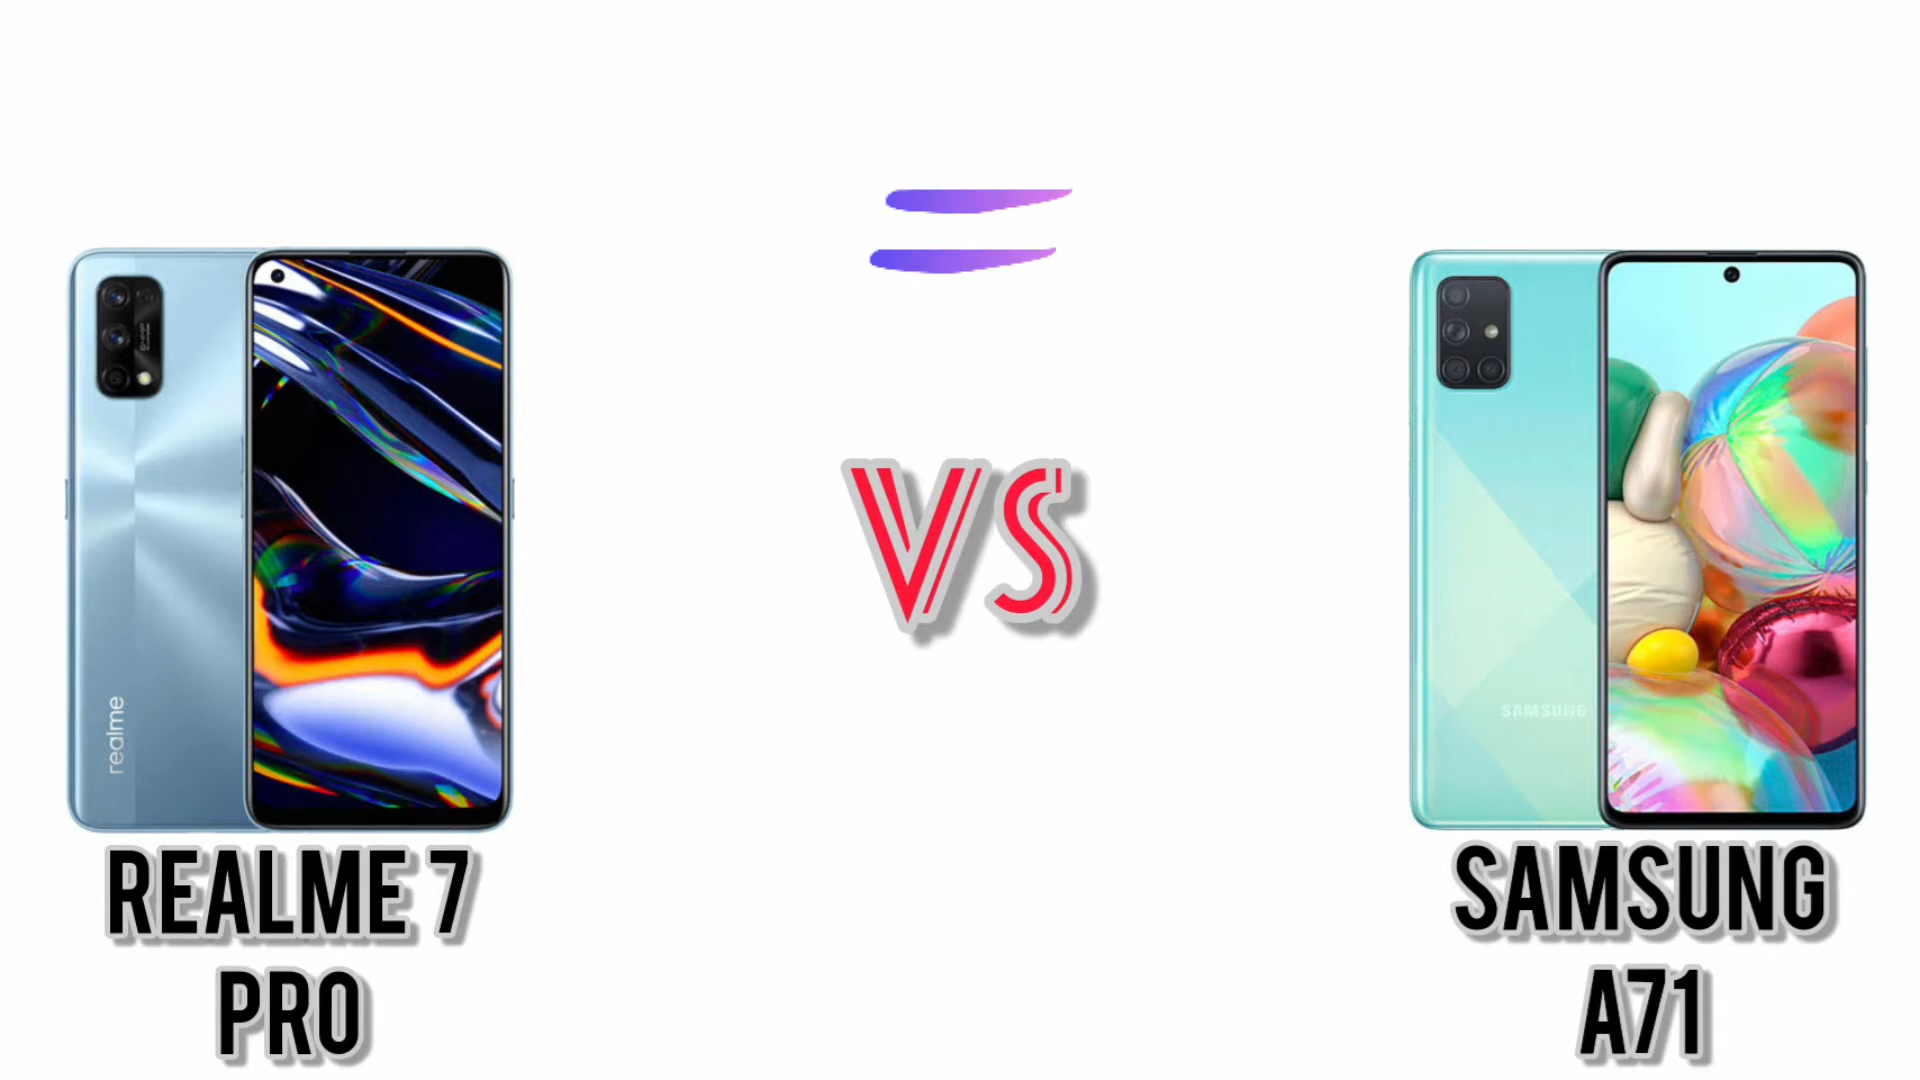 VS
realme
SAMSUNG
REALME 7
PRO
SAMSUNG
A71